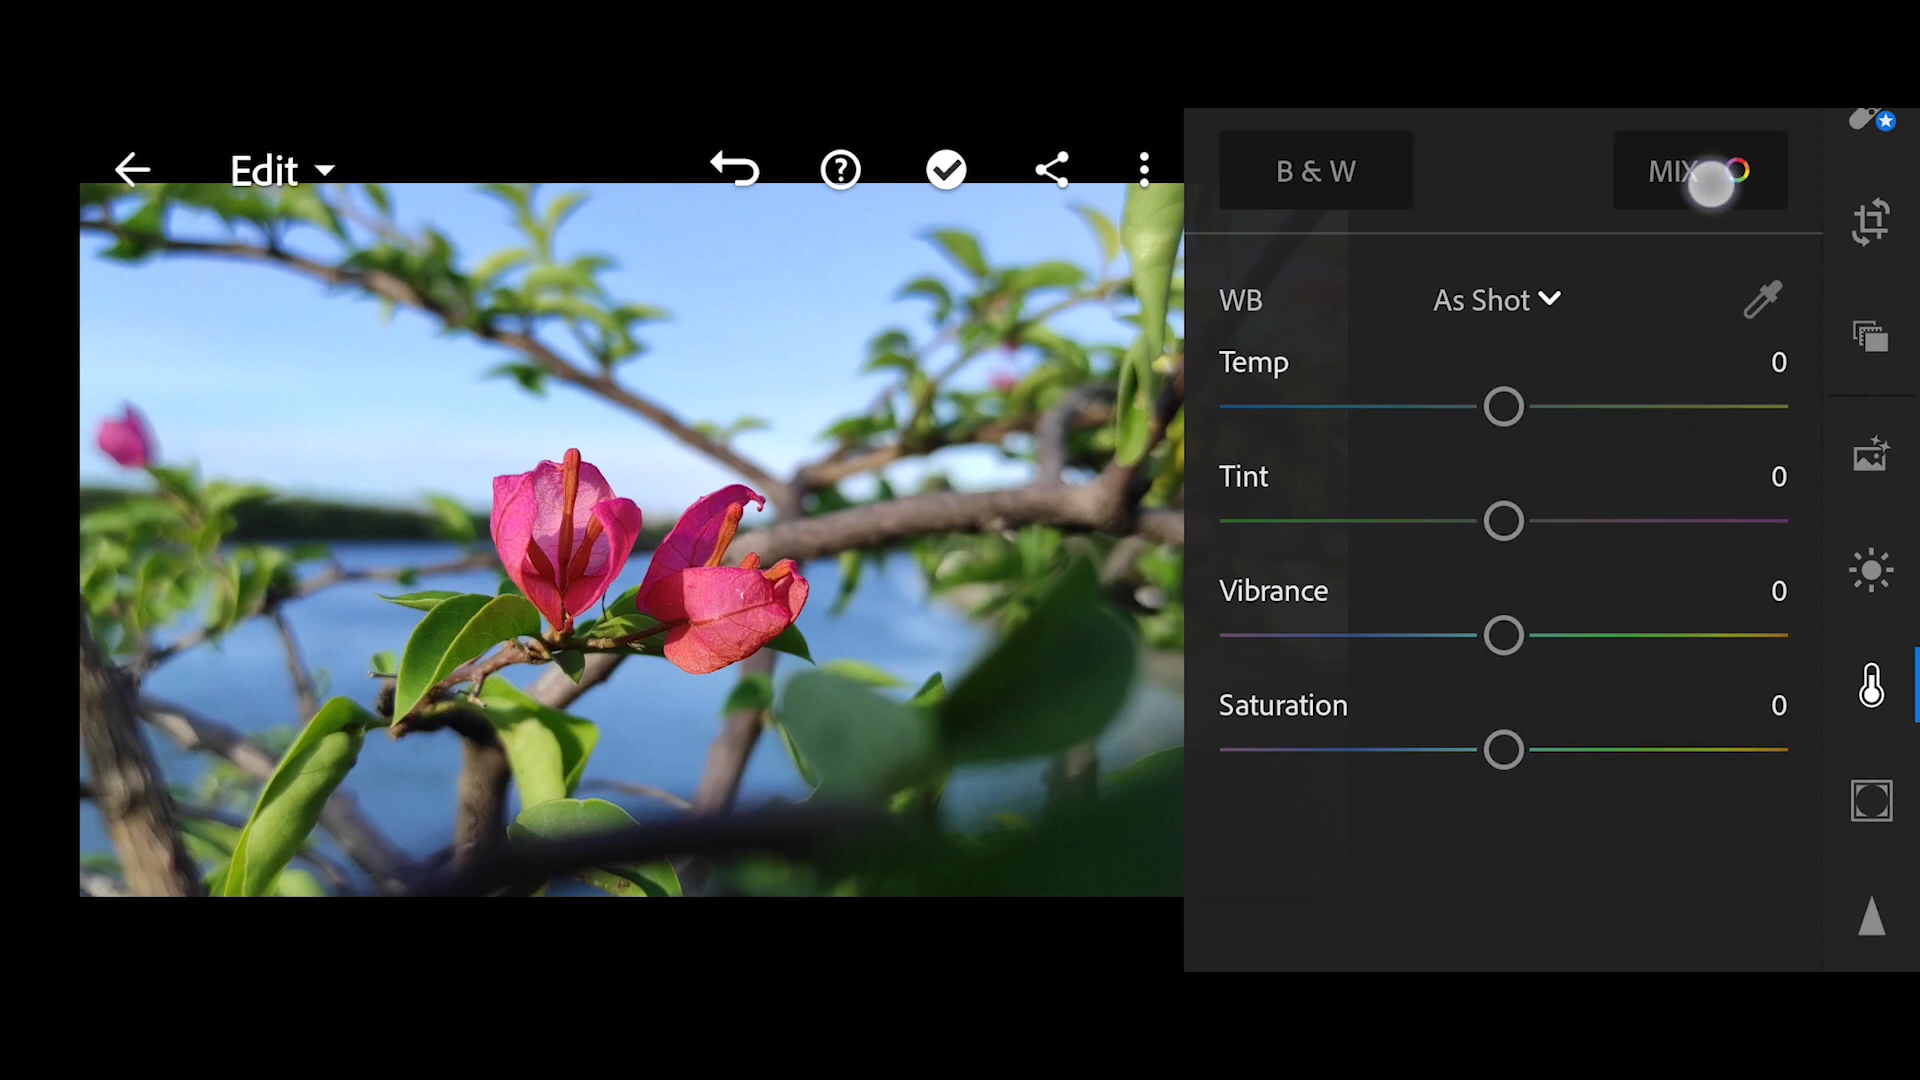 Edit
B & W
MIX
WB
As Shot
Temp
0
Tint
0
Vibrance
0
Saturation
0